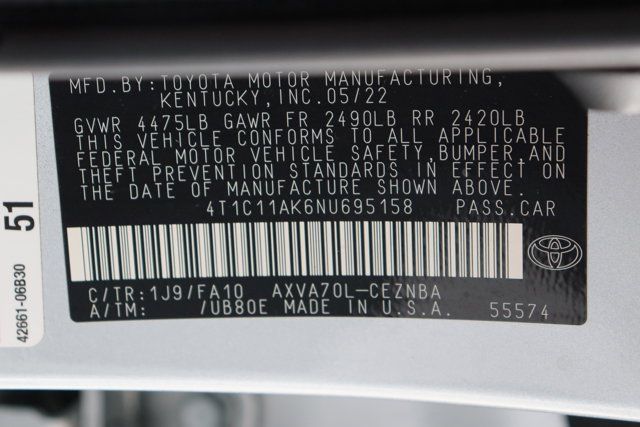 MFD. BY: TOYOTA MOTOR MANUFACTURING,
KENTUCKY, INC. 05/22
GVWR 4475LB GAWR FR 2490LB RR 2420LB
THIS VEHICLE CONFORMS TO ALL APPLICABLE
FEDERAL MOTOR VEHICLE SAFETY, BUMPER, AND
THEFT PREVENTION STANDARDS IN EFFECT ON
THE DATE OF MANUFACTURE SHOWN ABOVE.
4T1C11AK6NU695158 PASS.CAR
C/TR:1J9/FA10 AXVA70L-CEZNBA
A/TM: /UB80E MADE IN U.S.A. 55574
51
42661-06B30